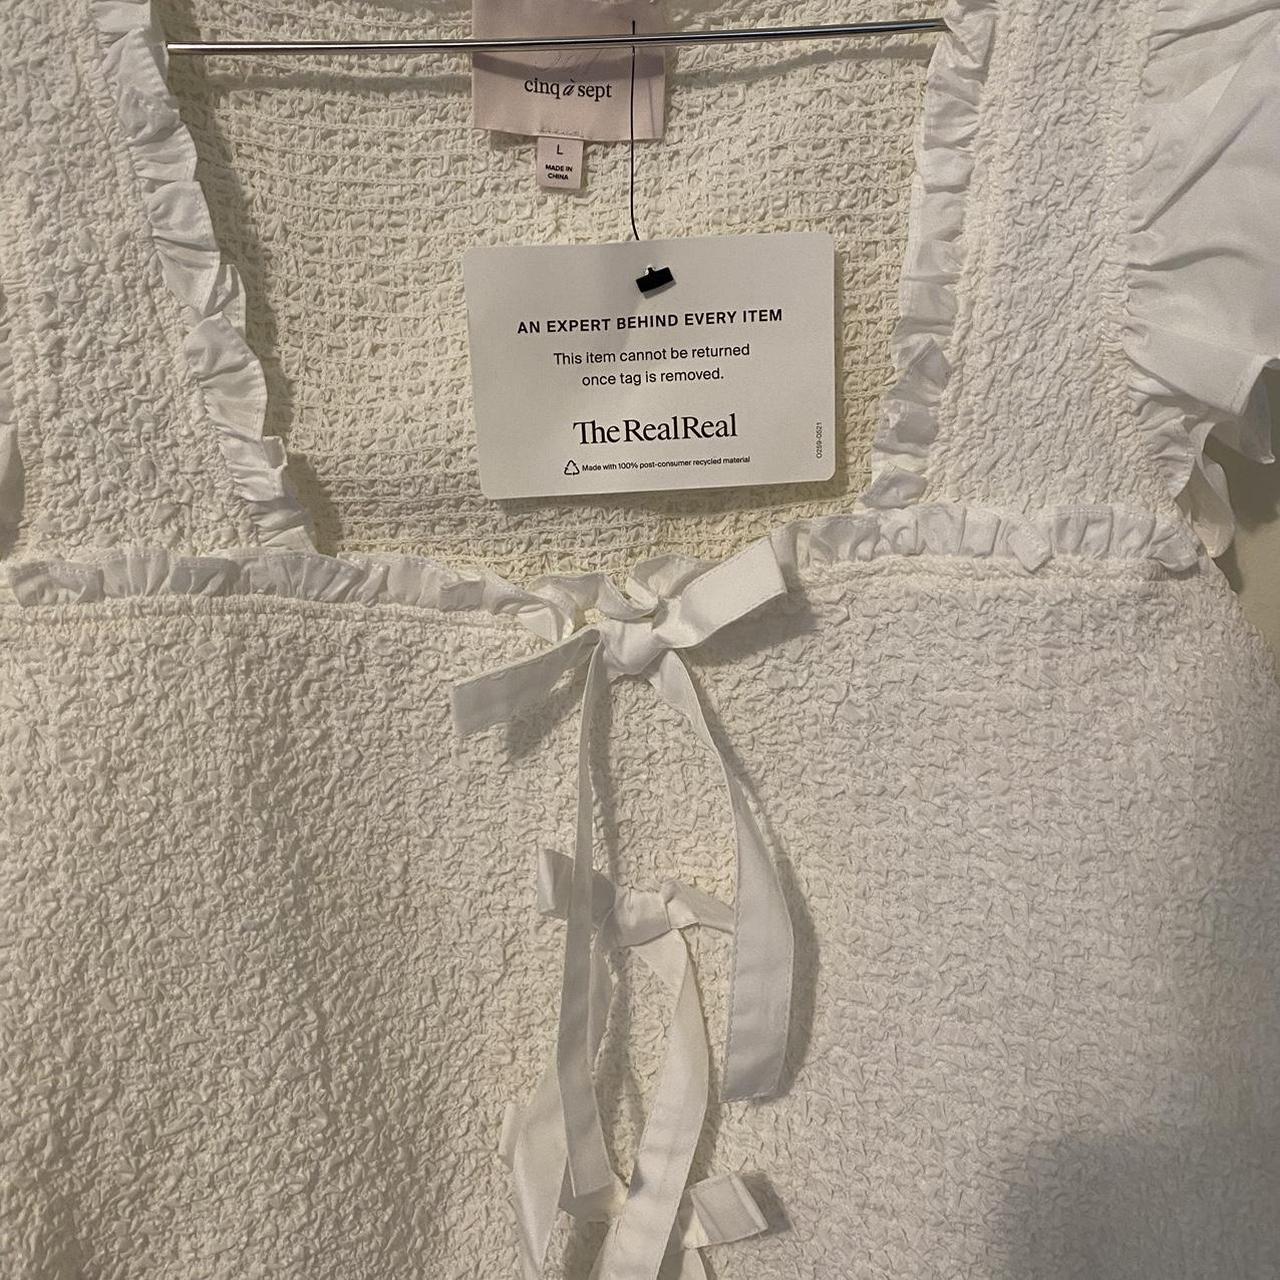 cinq à sept
L
MADE IN
CHINA
AN EXPERT BEHIND EVERY ITEM
This item cannot be returned
once tag is removed.
TheRealReal
Made with 100% post-consumer recycled material
O259-0521